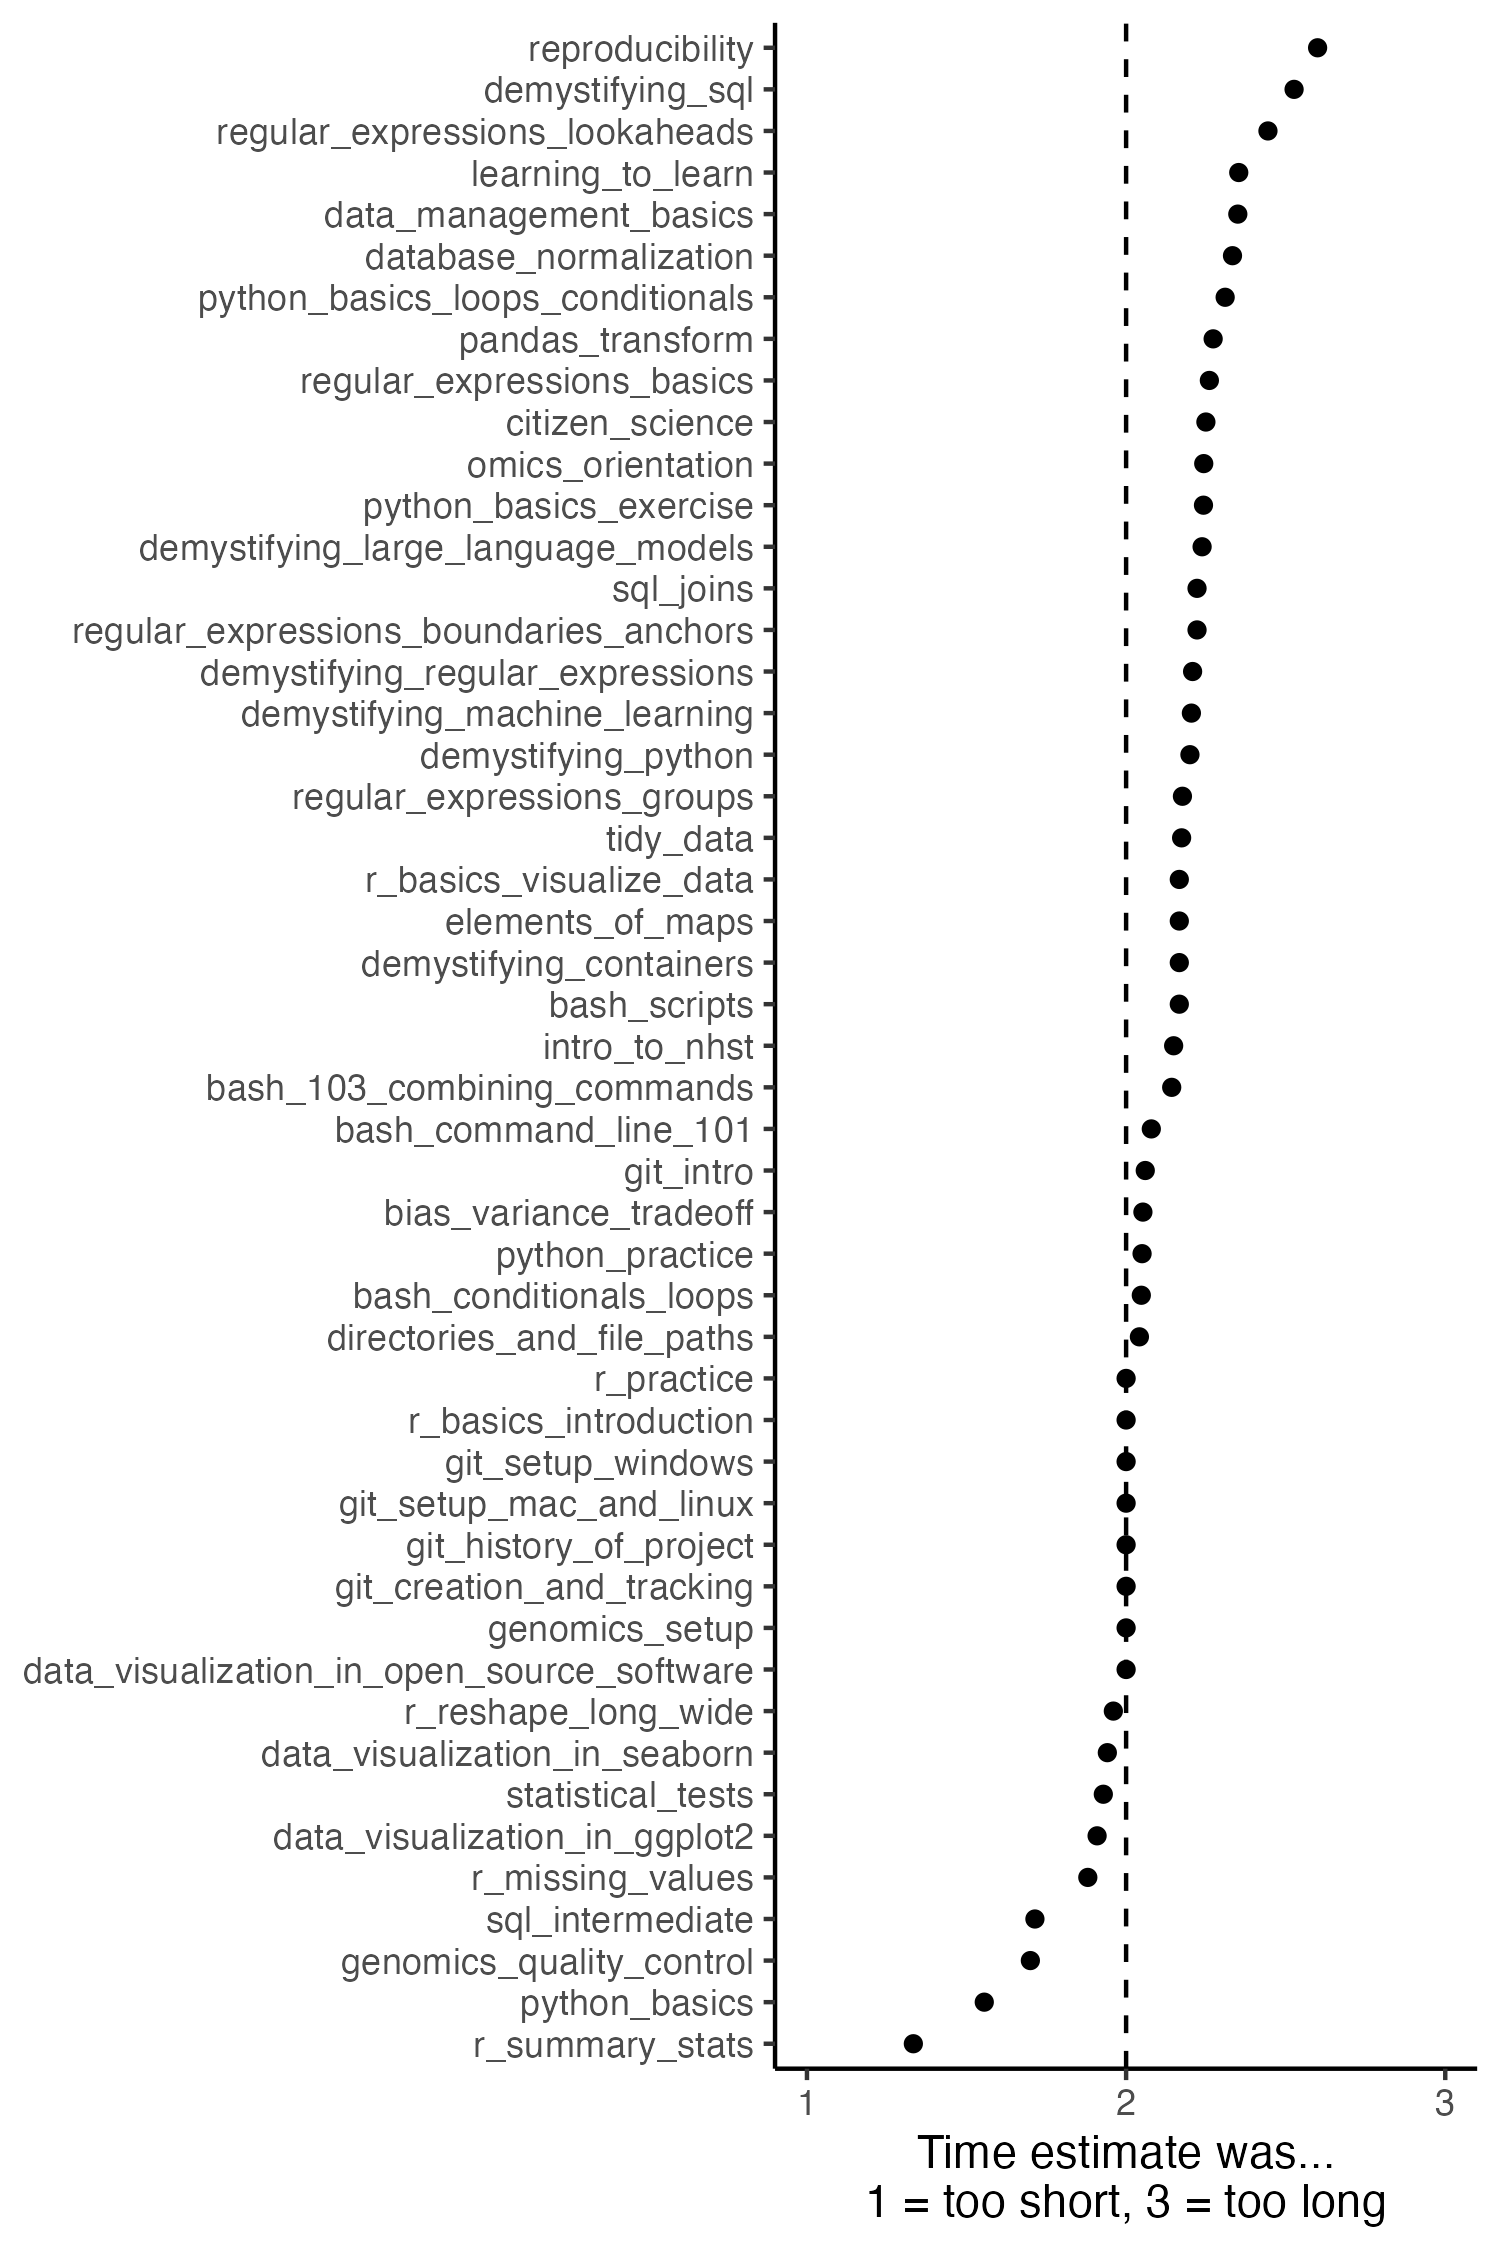 reproducibility
demystifying_sql
regular_expressions_lookaheads
learning_to_learn
data_management_basics
database_normalization
python_basics_loops_conditionals
pandas_transform
regular_expressions_basics
citizen_science
omics_orientation
python_basics_exercise
demystifying_large_language_models
sql_joins
regular_expressions_boundaries_anchors
demystifying_regular_expressions
demystifying_machine_learning
demystifying_python
regular_expressions_groups
tidy_data
r_basics_visualize_data
elements_of_maps
demystifying_containers
bash_scripts
intro_to_nhst
bash_103_combining_commands
bash_command_line_101
git_intro
bias_variance_tradeoff
python_practice
bash_conditionals_loops
directories_and_file_paths
r_practice
r_basics_introduction
git_setup_windows
git_setup_mac_and_linux
git_history_of_project
git_creation_and_tracking
genomics_setup
data_visualization_in_open_source_software
r_reshape_long_wide
data_visualization_in_seaborn
statistical_tests
data_visualization_in_ggplot2
r_missing_values
sql_intermediate
genomics_quality_control
python_basics
r_summary_stats
1 2 3
Time estimate was...
1 = too short, 3 = too long